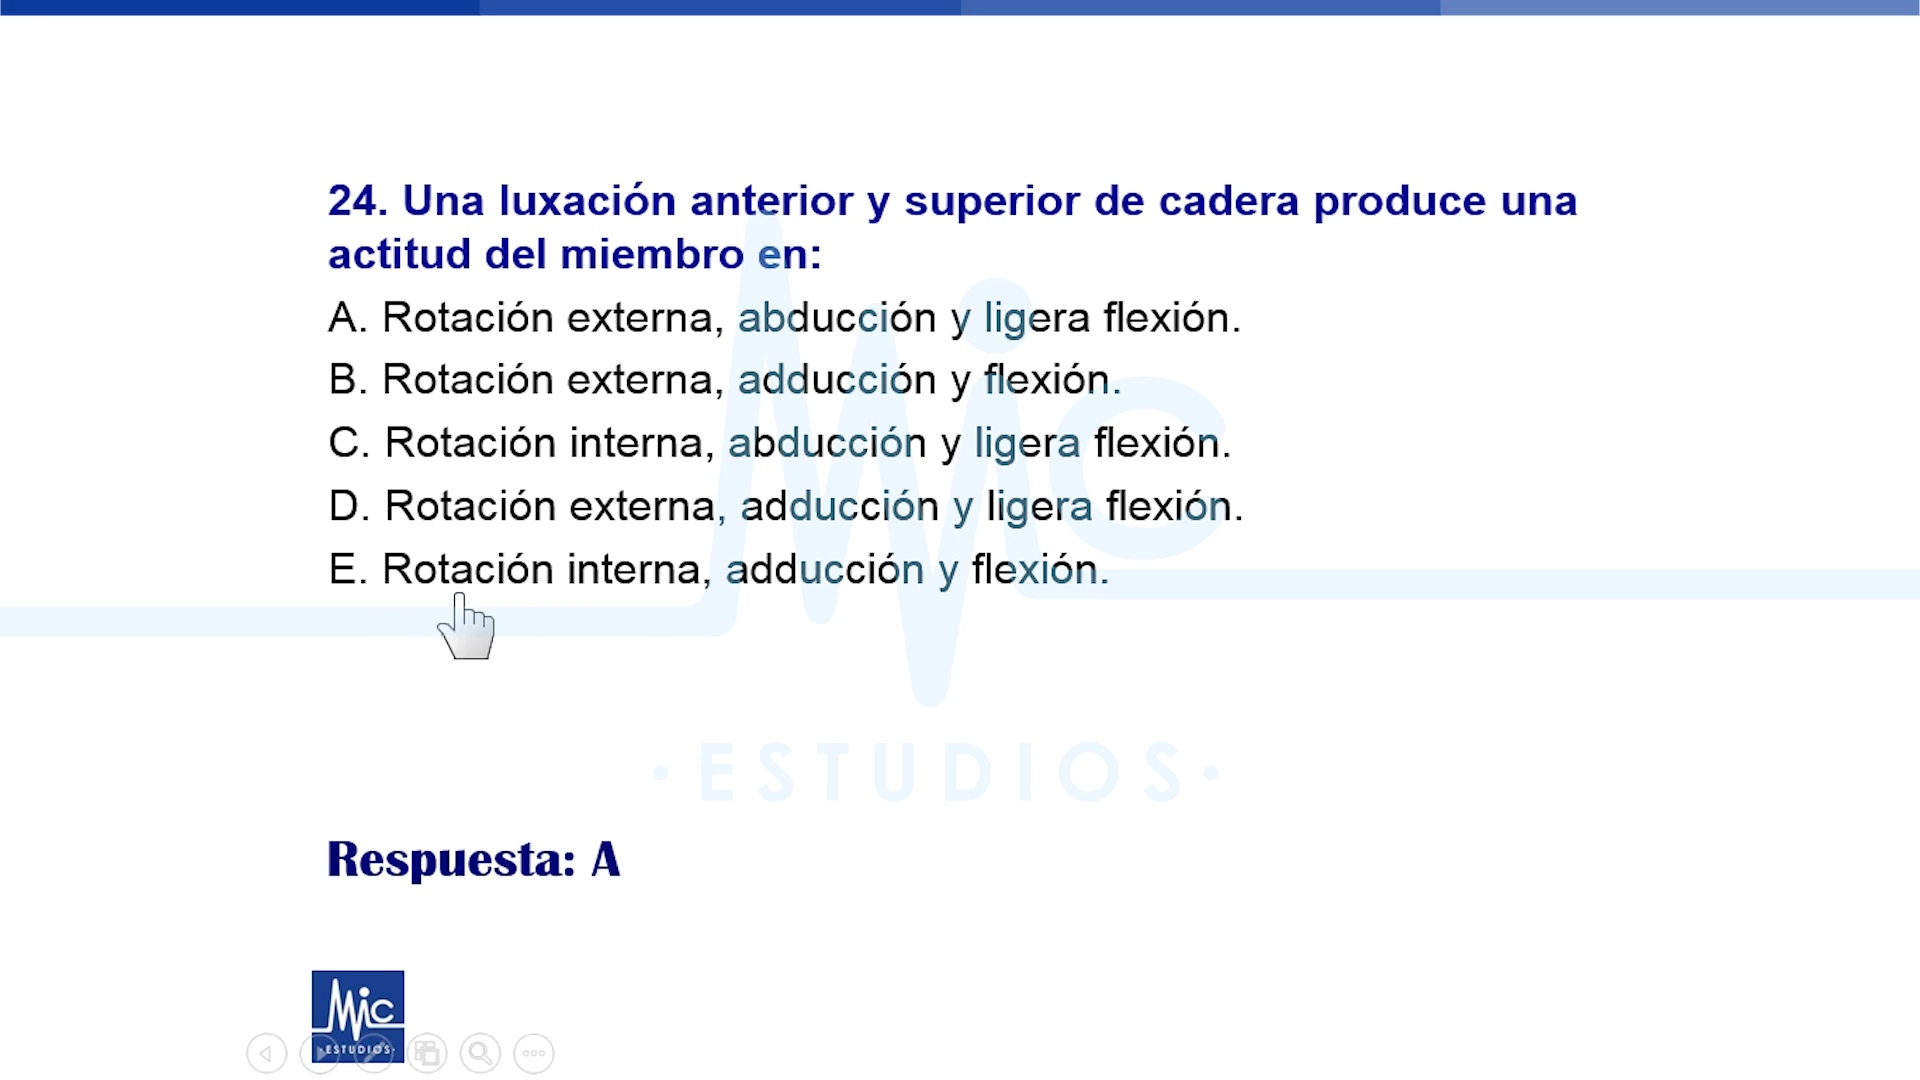 24. Una luxación anterior y superior de cadera produce una
actitud del miembro en:
A. Rotación externa, abducción y ligera flexión.
B. Rotación externa, adducción y flexión.
C. Rotación interna, abducción y ligera flexión.
D. Rotación externa, adducción y ligera flexión.
E. Rotación interna, adducción y flexión.
Mic
·ESTUDIOS·
Respuesta: A
Mic
·ESTUDIOS·